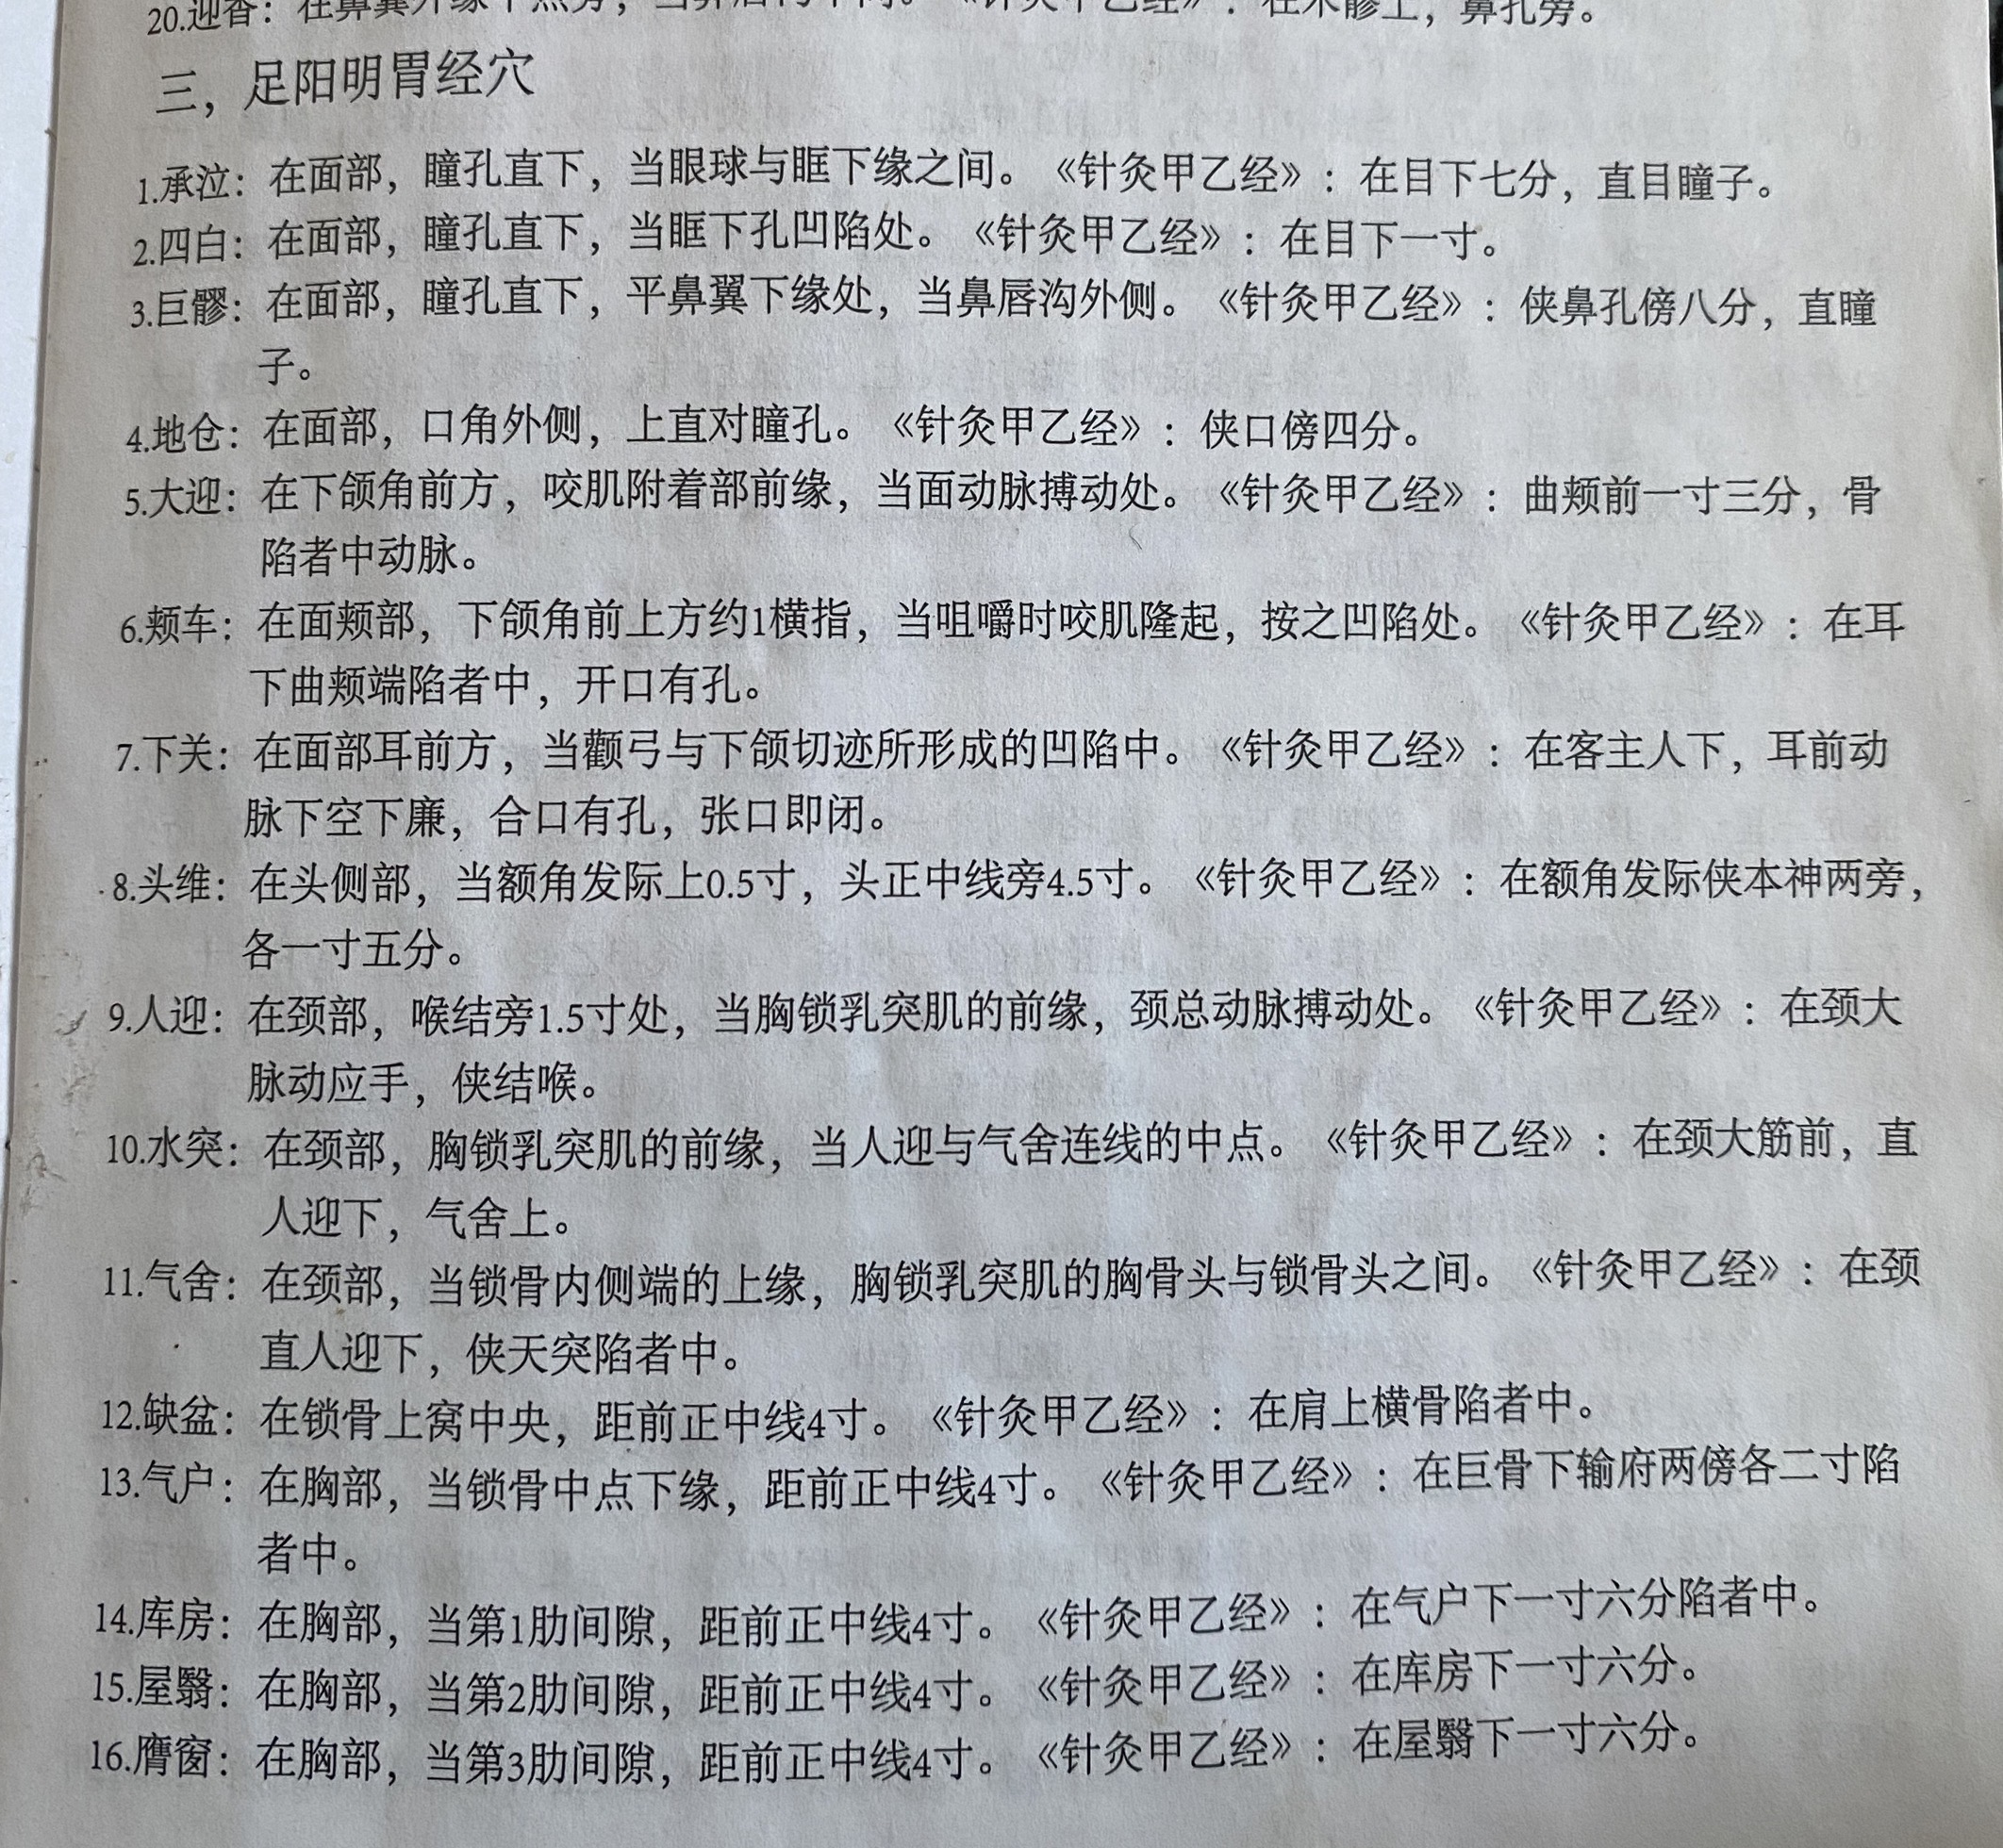 20.迎香：在鼻翼外缘中点旁，当鼻唇沟中间。《针灸甲乙经》：在禾髎上，鼻孔旁。
三，足阳明胃经穴
1.承泣：在面部，瞳孔直下，当眼球与眶下缘之间。《针灸甲乙经》：在目下七分，直目瞳子。
2.四白：在面部，瞳孔直下，当眶下孔凹陷处。《针灸甲乙经》：在目下一寸。
3.巨髎：在面部，瞳孔直下，平鼻翼下缘处，当鼻唇沟外侧。《针灸甲乙经》：侠鼻孔傍八分，直瞳
子。
4.地仓：在面部，口角外侧，上直对瞳孔。《针灸甲乙经》：侠口傍四分。
5.大迎：在下颌角前方，咬肌附着部前缘，当面动脉搏动处。《针灸甲乙经》：曲颊前一寸三分，骨
陷者中动脉。
6.颊车：在面颊部，下颌角前上方约1横指，当咀嚼时咬肌隆起，按之凹陷处。《针灸甲乙经》：在耳
下曲颊端陷者中，开口有孔。
7.下关：在面部耳前方，当颧弓与下颌切迹所形成的凹陷中。《针灸甲乙经》：在客主人下，耳前动
脉下空下廉，合口有孔，张口即闭。
8.头维：在头侧部，当额角发际上0.5寸，头正中线旁4.5寸。《针灸甲乙经》：在额角发际侠本神两旁，
各一寸五分。
9.人迎：在颈部，喉结旁1.5寸处，当胸锁乳突肌的前缘，颈总动脉搏动处。《针灸甲乙经》：在颈大
脉动应手，侠结喉。
10.水突：在颈部，胸锁乳突肌的前缘，当人迎与气舍连线的中点。《针灸甲乙经》：在颈大筋前，直
人迎下，气舍上。
11.气舍：在颈部，当锁骨内侧端的上缘，胸锁乳突肌的胸骨头与锁骨头之间。《针灸甲乙经》：在颈
直人迎下，侠天突陷者中。
12.缺盆：在锁骨上窝中央，距前正中线4寸。《针灸甲乙经》：在肩上横骨陷者中。
13.气户：在胸部，当锁骨中点下缘，距前正中线4寸。《针灸甲乙经》：在巨骨下输府两傍各二寸陷
者中。
14.库房：在胸部，当第1肋间隙，距前正中线4寸。《针灸甲乙经》：在气户下一寸六分陷者中。
15.屋翳：在胸部，当第2肋间隙，距前正中线4寸。《针灸甲乙经》：在库房下一寸六分。
16.膺窗：在胸部，当第3肋间隙，距前正中线4寸。《针灸甲乙经》：在屋翳下一寸六分。